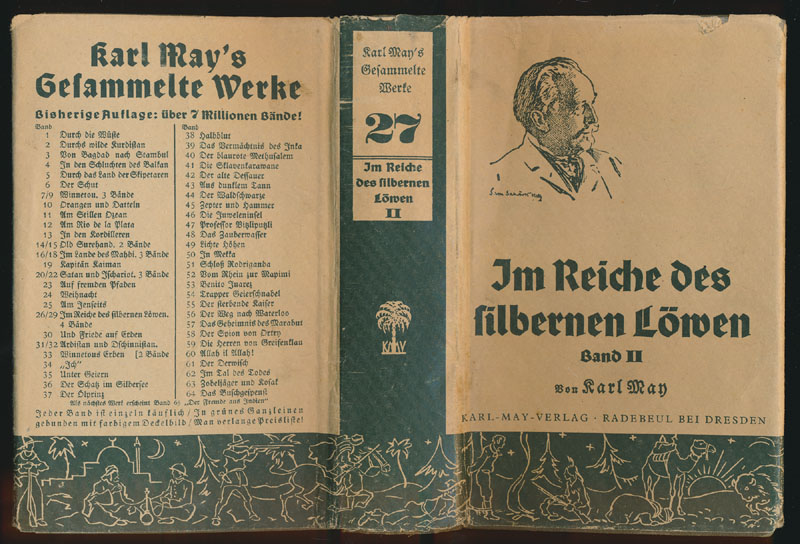 Karl May's
Gesammelte Werke
Bisherige Auflage: über 7 Millionen Bände!
Band
1 Durch die Wüste
2 Durchs wilde Kurdistan
3 Von Bagdad nach Stambul
4 In den Schluchten des Balkan
5 Durch das Land der Skipetaren
6 Der Schut
7/9 Winnetou. 3 Bände
10 Orangen und Datteln
11 Am Stillen Ozean
12 Am Rio de la Plata
13 In den Kordilleren
14/15 Old Surehand. 2 Bände
16/18 Im Lande des Mahdi. 3 Bände
19 Kapitän Kaiman
20/22 Satan und Ischariot. 3 Bände
23 Auf fremden Pfaden
24 Weihnacht
25 Am Jenseits
26/29 Im Reiche des silbernen Löwen.
4 Bände
30 Und Friede auf Erden
31/32 Ardistan und Dschinnistan.
33 Winnetous Erben [2 Bände
34 „Ich“
35 Unter Geiern
36 Der Schatz im Silbersee
37 Der Ölprinz
Band
38 Halbblut
39 Das Vermächtnis des Inka
40 Der blaurote Methusalem
41 Die Sklavenkarawane
42 Der alte Dessauer
43 Aus dunklem Tann
44 Der Waldschwarze
45 Zepter und Hammer
46 Die Juweleninsel
47 Professor Vitzliputzli
48 Das Zauberwasser
49 Lichte Höhen
50 In Mekka
51 Schloß Rodriganda
52 Vom Rhein zur Mapimi
53 Benito Juarez
54 Trapper Geierschnabel
55 Der sterbende Kaiser
56 Der Weg nach Waterloo
57 Das Geheimnis des Marabut
58 Der Spion von Ortry
59 Die Herren von Greifenklau
60 Allah il Allah!
61 Der Derwisch
62 Im Tal des Todes
63 Zobeljäger und Kosak
64 Das Buschgespenst
Als nächstes Werk erscheint Band 65 „Der Fremde aus Indien“
Jeder Band ist einzeln käuflich / In grünes Ganzleinen
gebunden mit farbigem Deckelbild / Man verlange Preisliste!
Karl May's
Gesammelte
Werke
27
Im Reiche
des silbernen
Löwen
II
KMV
Im Reiche des
silbernen Löwen
Band II
Von Karl May
KARL-MAY-VERLAG · RADEBEUL BEI DRESDEN